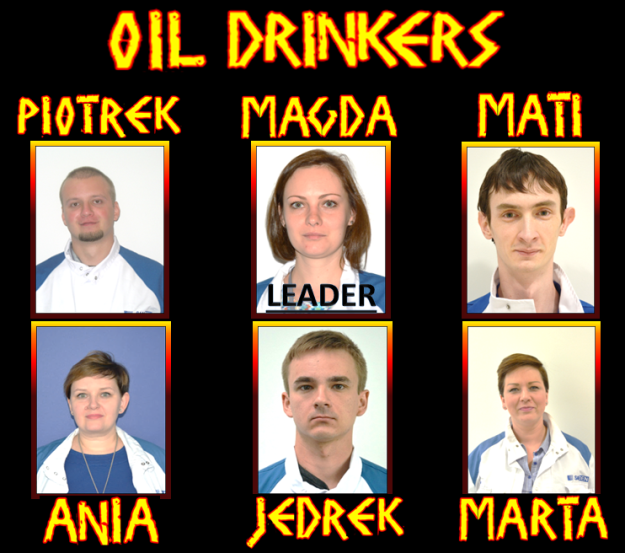 OIL DRINKERS
PIOTREK MAGDA MATI
LEADER
ANIA JEDREK MARTA